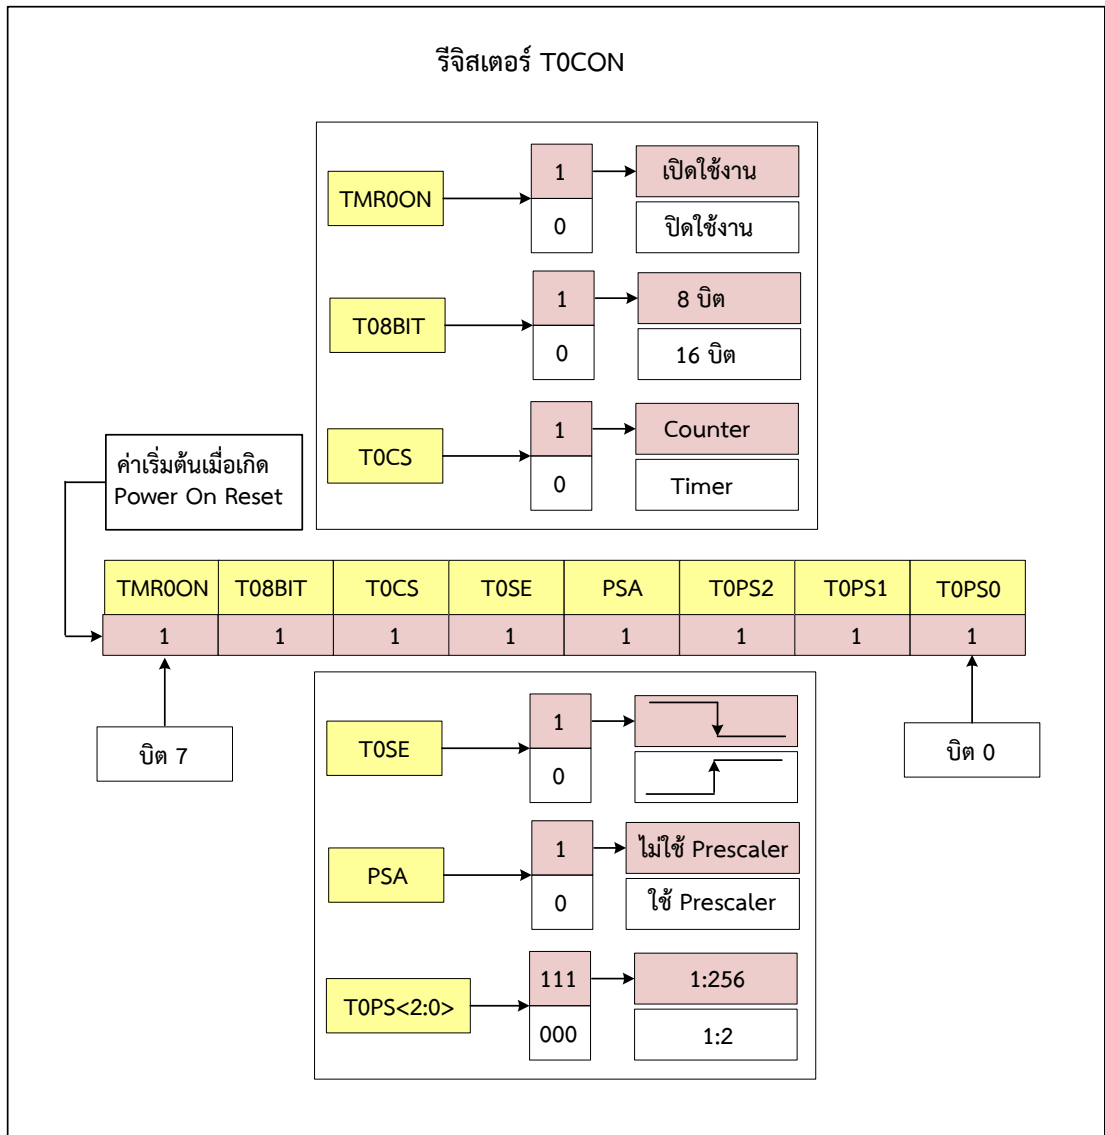 รีจิสเตอร์ T0CON
TMR0ON
1
เปิดใช้งาน
0
ปิดใช้งาน
T08BIT
1
8 บิต
0
16 บิต
T0CS
1
Counter
0
Timer
ค่าเริ่มต้นเมื่อเกิด
Power On Reset
TMR0ON T08BIT T0CS T0SE PSA T0PS2 T0PS1 T0PS0
1 1 1 1 1 1 1 1
บิต 7
บิต 0
T0SE
1
0
PSA
1
ไม่ใช้ Prescaler
0
ใช้ Prescaler
T0PS<2:0>
111
1:256
000
1:2